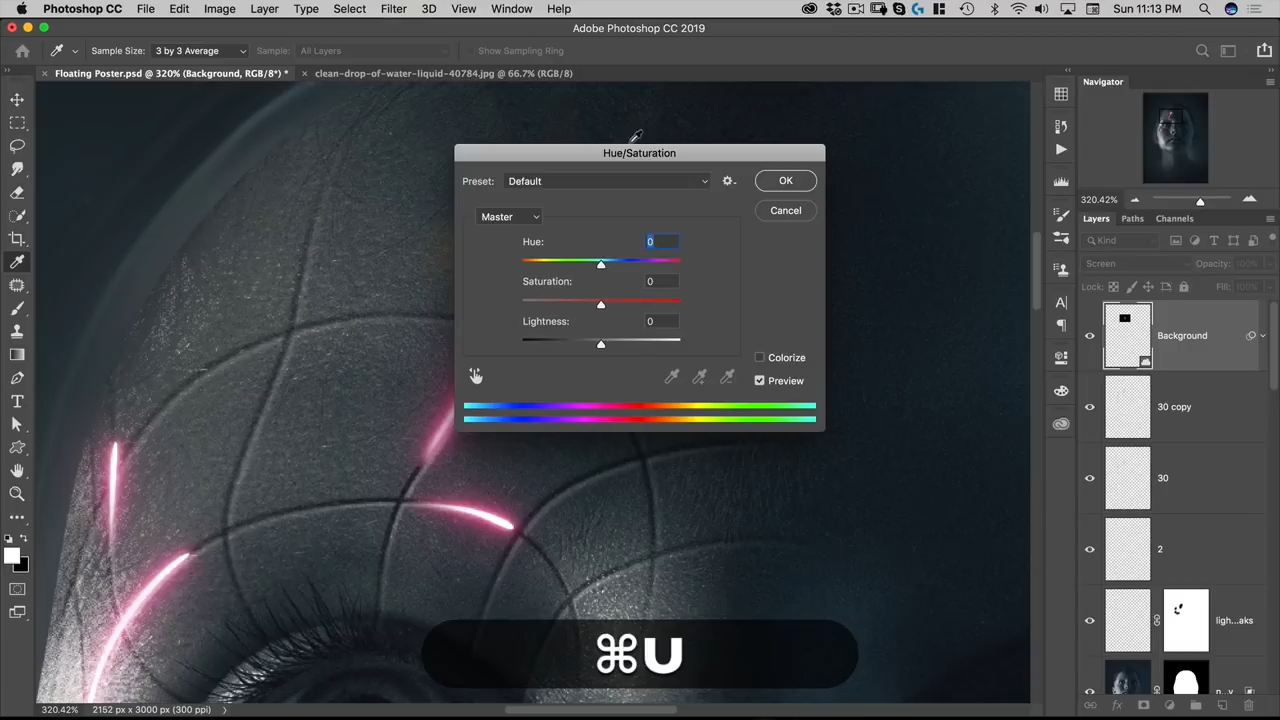 Photoshop CC File Edit Image Layer Type Select Filter 3D View Window Help Sun 11:13 PM
Adobe Photoshop CC 2019
Sample Size: 3 by 3 Average Sample: All Layers Show Sampling Ring
Floating Poster.psd @ 320% (Background, RGB/8*) * clean-drop-of-water-liquid-40784.jpg @ 66.7% (RGB/8)
Navigator
Hue/Saturation
Preset: Default OK
320.42%
Cancel
Master
Layers Paths Channels
Kind
Hue: 0
Screen Opacity: 100%
Saturation: 0
Lock: Fill: 100%
Lightness: 0
Background
Colorize
Preview
30 copy
30
2
ligh...aks
⌘U
n...y
320.42% 2152 px x 3000 px (300 ppi)